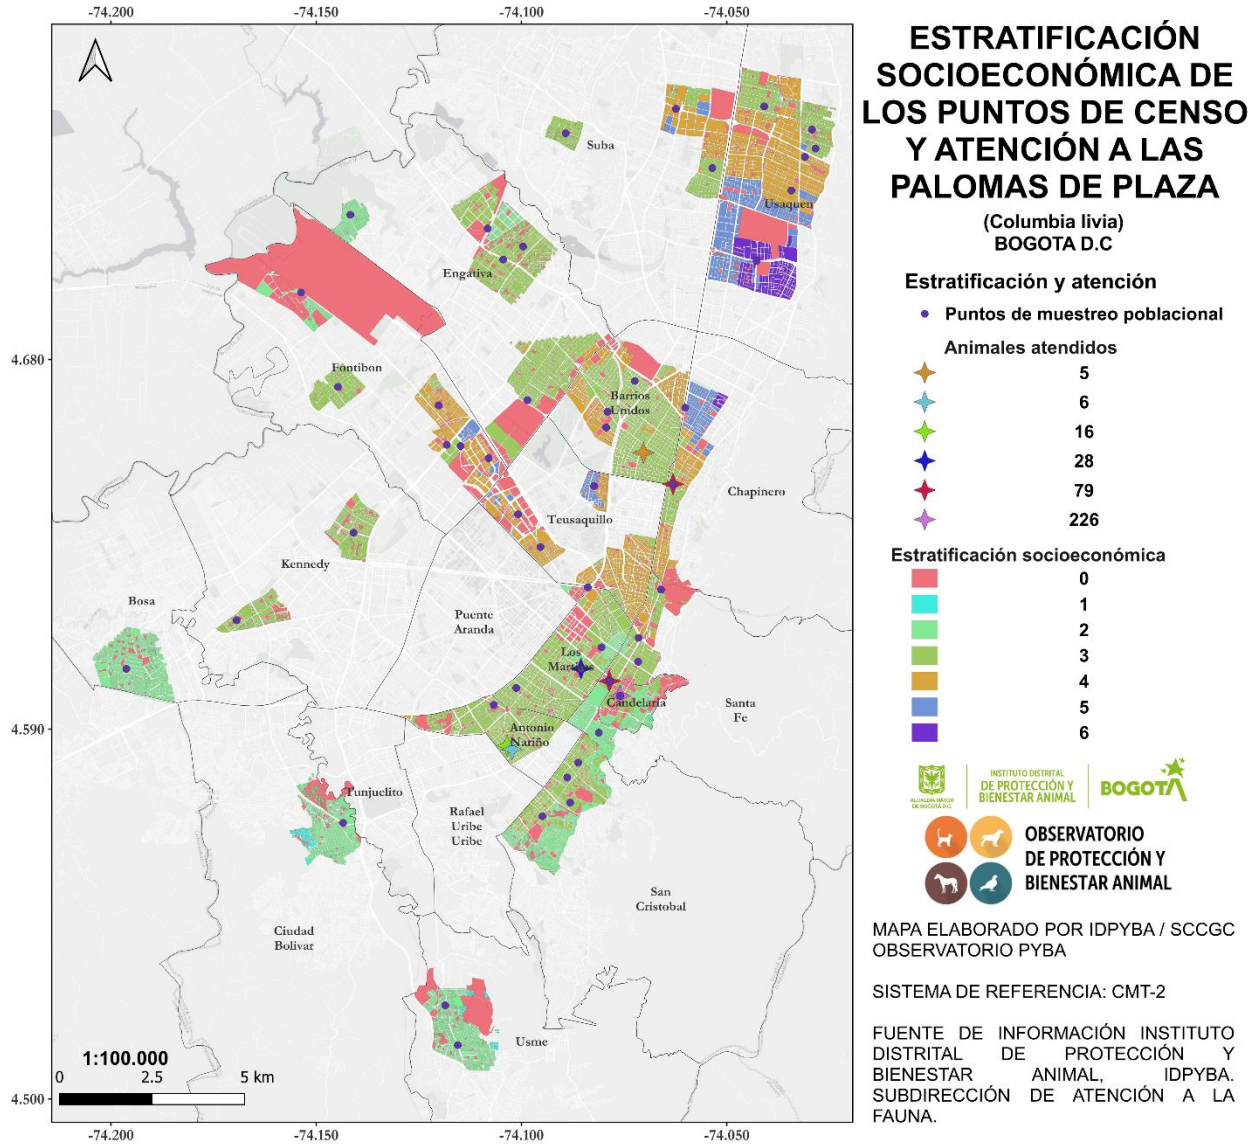 -74.200
-74.150
-74.100
-74.050
4.680
4.590
4.500
Suba
Usaquen
Engativa
Fontibon
Barrios
Unidos
Chapinero
Teusaquillo
Kennedy
Bosa
Puente
Aranda
Los
Martires
Candelaria
Santa
Fe
Antonio
Nariño
Tunjuelito
Rafael
Uribe
Uribe
San
Cristobal
Ciudad
Bolivar
Usme
1:100.000
0 2.5 5 km
-74.200
-74.150
-74.100
-74.050
ESTRATIFICACIÓN
SOCIOECONÓMICA DE
LOS PUNTOS DE CENSO
Y ATENCIÓN A LAS
PALOMAS DE PLAZA
(Columbia livia)
BOGOTA D.C
Estratificación y atención
Puntos de muestreo poblacional
Animales atendidos
5
6
16
28
79
226
Estratificación socioeconómica
0
1
2
3
4
5
6
ALCALDÍA MAYOR
DE BOGOTÁ D.C.
INSTITUTO DISTRITAL
DE PROTECCIÓN Y
BIENESTAR ANIMAL
BOGOTÁ
OBSERVATORIO
DE PROTECCIÓN Y
BIENESTAR ANIMAL
MAPA ELABORADO POR IDPYBA / SCCGC
OBSERVATORIO PYBA
SISTEMA DE REFERENCIA: CMT-2
FUENTE DE INFORMACIÓN INSTITUTO
DISTRITAL DE PROTECCIÓN Y
BIENESTAR ANIMAL, IDPYBA.
SUBDIRECCIÓN DE ATENCIÓN A LA
FAUNA.